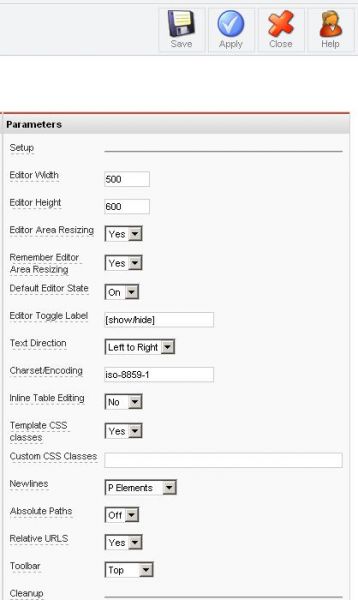 Save Apply Close Help
Parameters
Setup
Editor Width 500
Editor Height 600
Editor Area Resizing Yes
Remember Editor
Area Resizing Yes
Default Editor State On
Editor Toggle Label [show/hide]
Text Direction Left to Right
Charset/Encoding iso-8859-1
Inline Table Editing No
Template CSS
classes Yes
Custom CSS Classes
Newlines P Elements
Absolute Paths Off
Relative URLS Yes
Toolbar Top
Cleanup